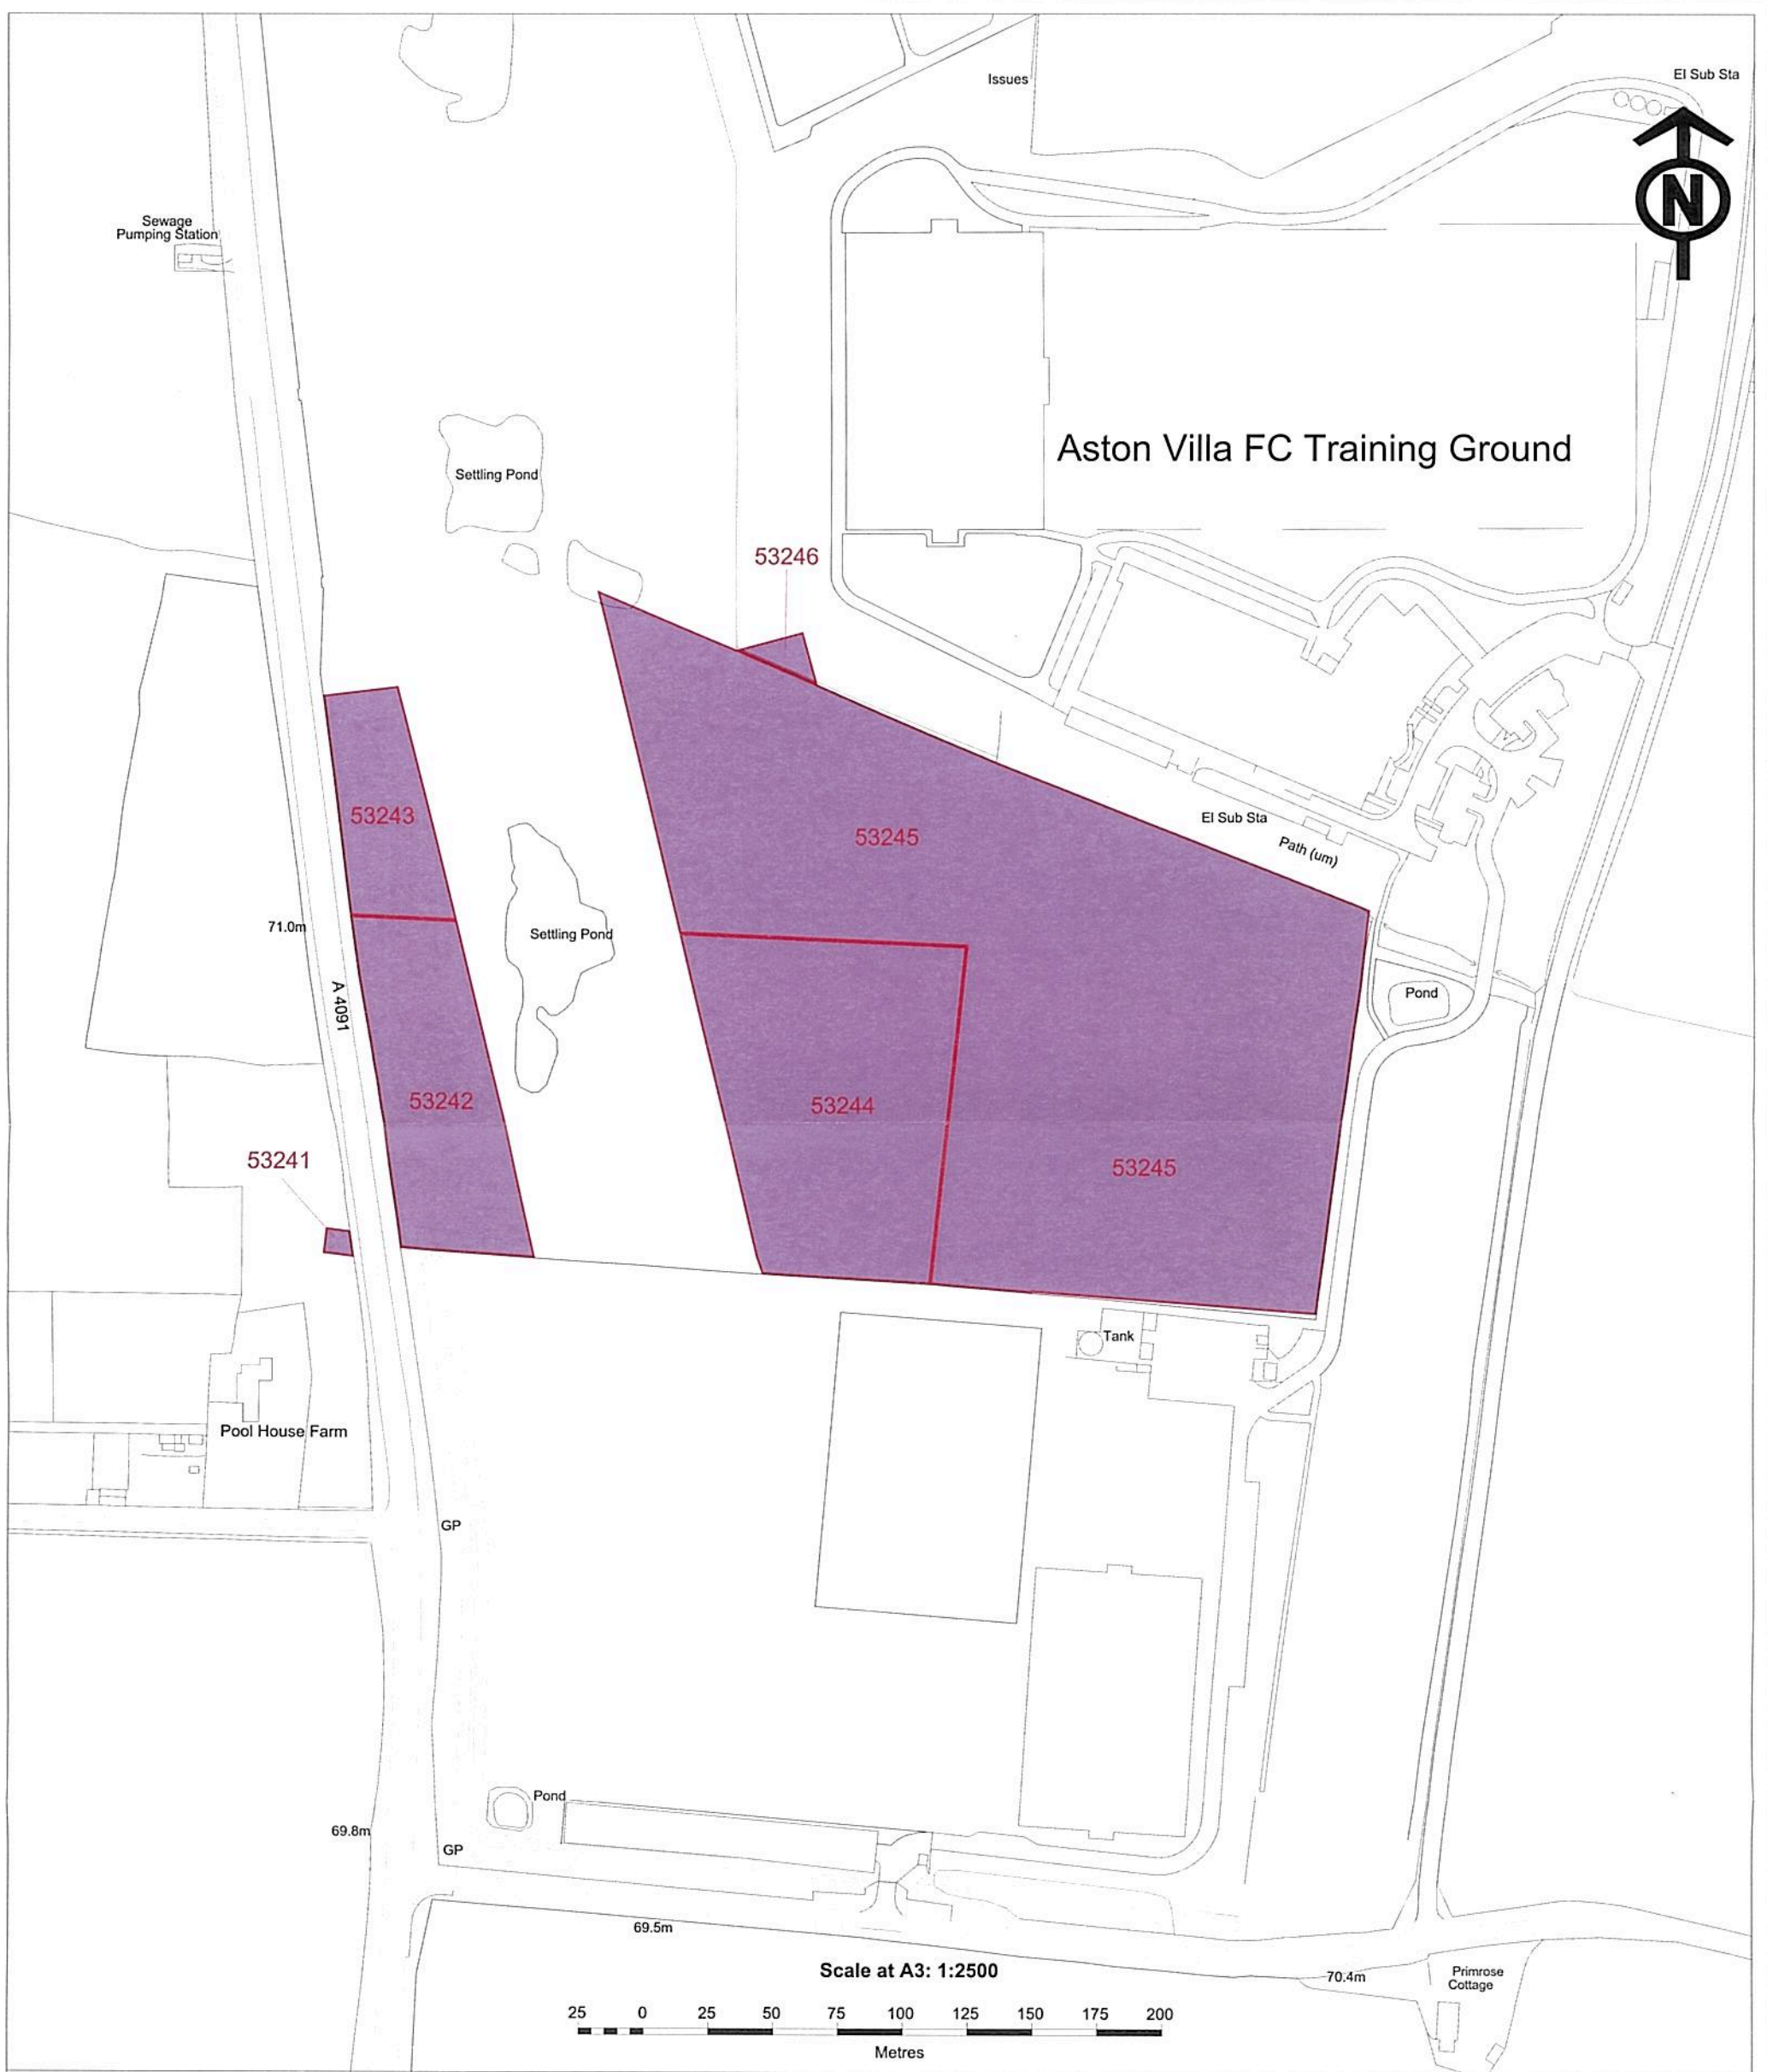 Issues
El Sub Sta
N
Sewage
Pumping Station
Aston Villa FC Training Ground
Settling Pond
53246
53243
53245
El Sub Sta
Path (um)
71.0m
Settling Pond
A 4091
Pond
53242
53244
53241
53245
Tank
Pool House Farm
GP
Pond
69.8m
GP
69.5m
Scale at A3: 1:2500
70.4m
Primrose
Cottage
25 0 25 50 75 100 125 150 175 200
Metres